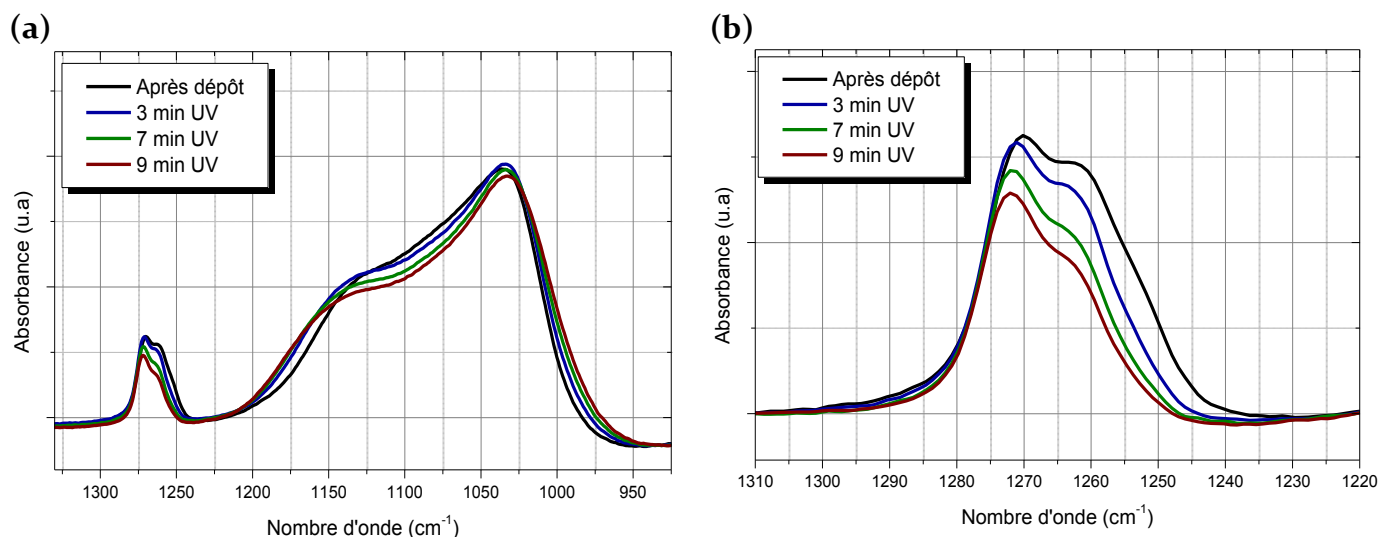 (a)
Après dépôt
3 min UV
7 min UV
9 min UV
Absorbance (u.a)
1300 1250 1200 1150 1100 1050 1000 950
Nombre d'onde (cm⁻¹)
(b)
Après dépôt
3 min UV
7 min UV
9 min UV
Absorbance (u.a)
1310 1300 1290 1280 1270 1260 1250 1240 1230 1220
Nombre d'onde (cm⁻¹)